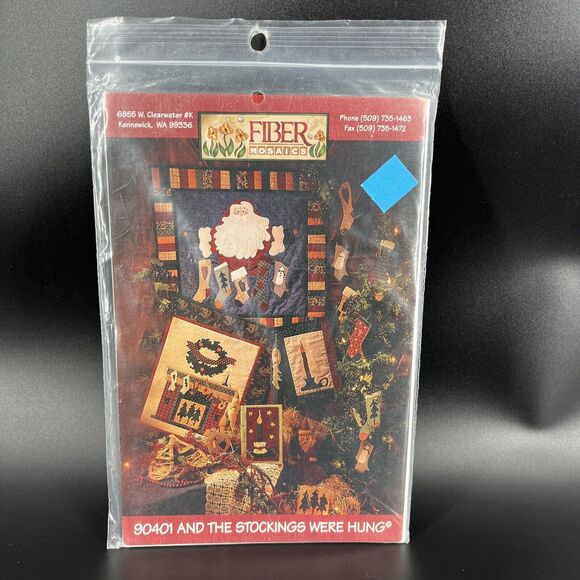 6855 W. Clearwater #K
Kennewick, WA 99336
FIBER
MOSAICS
Phone (509) 735-1463
Fax (509) 735-1472
90401 AND THE STOCKINGS WERE HUNG®